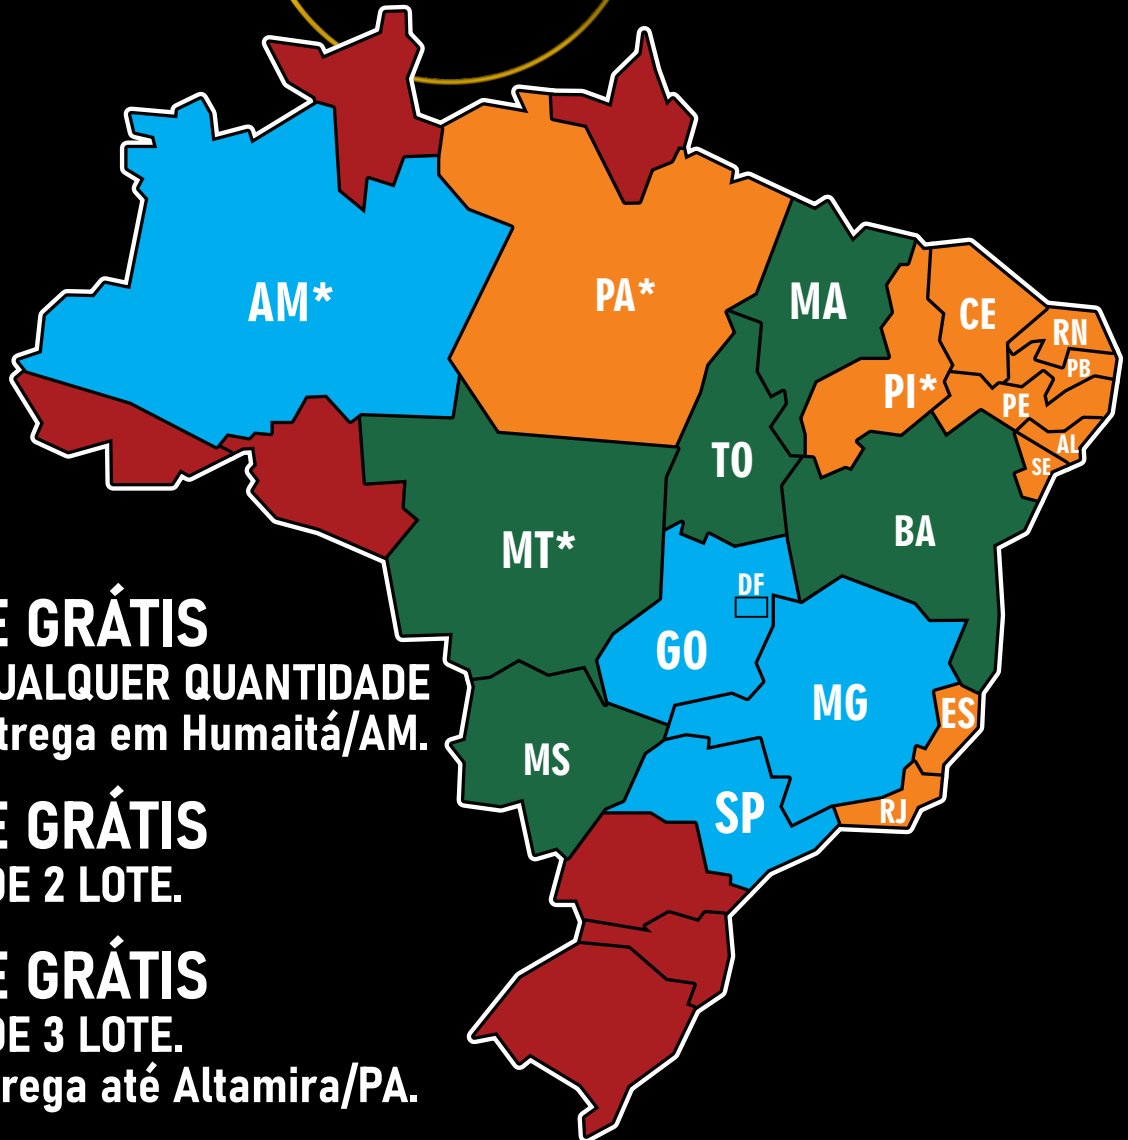 AM*
PA*
MA
CE
RN
PB
PI*
PE
AL
SE
TO
BA
MT*
DF
GO
MG
ES
MS
SP
RJ
E GRÁTIS
UALQUER QUANTIDADE
trega em Humaitá/AM.
E GRÁTIS
DE 2 LOTE.
E GRÁTIS
DE 3 LOTE.
rega até Altamira/PA.